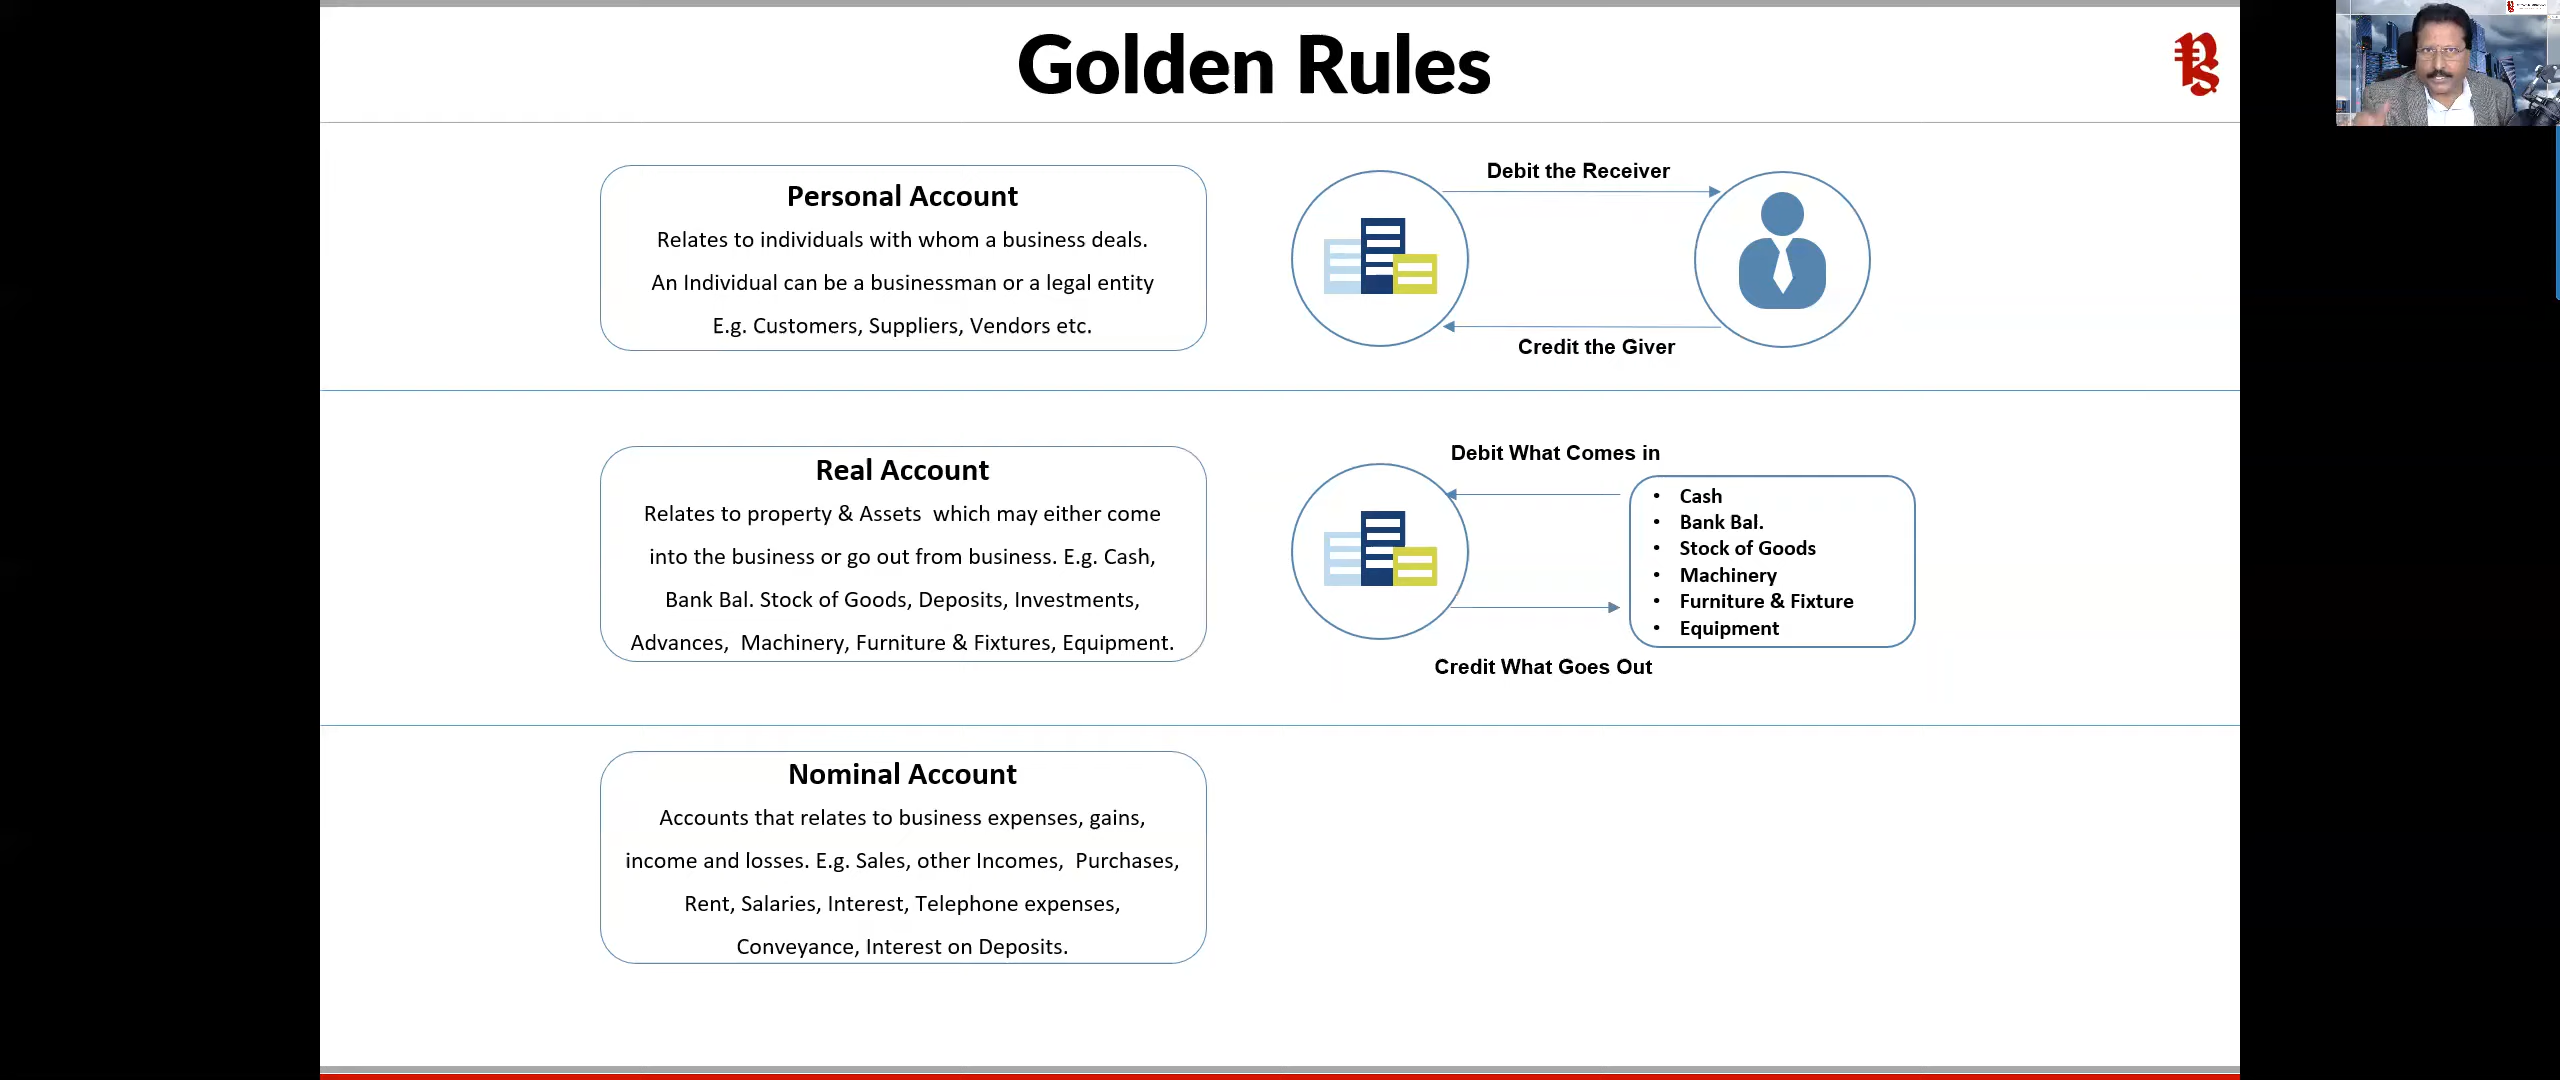 Golden Rules
Personal Account
Relates to individuals with whom a business deals.
An Individual can be a businessman or a legal entity
E.g. Customers, Suppliers, Vendors etc.
Debit the Receiver
Credit the Giver
Real Account
Relates to property & Assets which may either come
into the business or go out from business. E.g. Cash,
Bank Bal. Stock of Goods, Deposits, Investments,
Advances, Machinery, Furniture & Fixtures, Equipment.
Debit What Comes in
• Cash
• Bank Bal.
• Stock of Goods
• Machinery
• Furniture & Fixture
• Equipment
Credit What Goes Out
Nominal Account
Accounts that relates to business expenses, gains,
income and losses. E.g. Sales, other Incomes, Purchases,
Rent, Salaries, Interest, Telephone expenses,
Conveyance, Interest on Deposits.